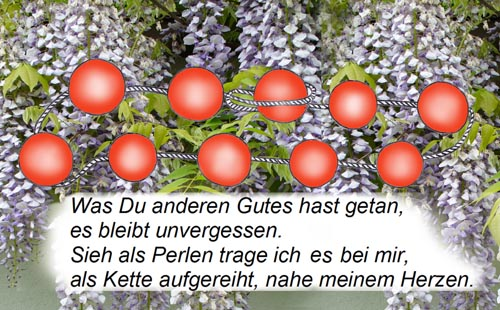 Was Du anderen Gutes hast getan,
es bleibt unvergessen.
Sieh als Perlen trage ich es bei mir,
als Kette aufgereiht, nahe meinem Herzen.